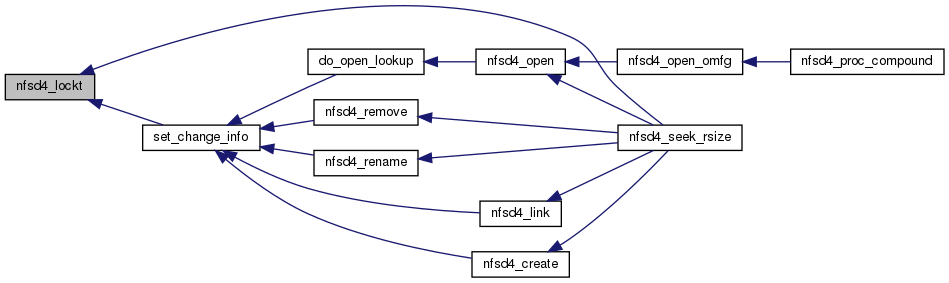 nfsd4_lockt
set_change_info
do_open_lookup
nfsd4_remove
nfsd4_rename
nfsd4_open
nfsd4_link
nfsd4_create
nfsd4_open_omfg
nfsd4_seek_rsize
nfsd4_proc_compound